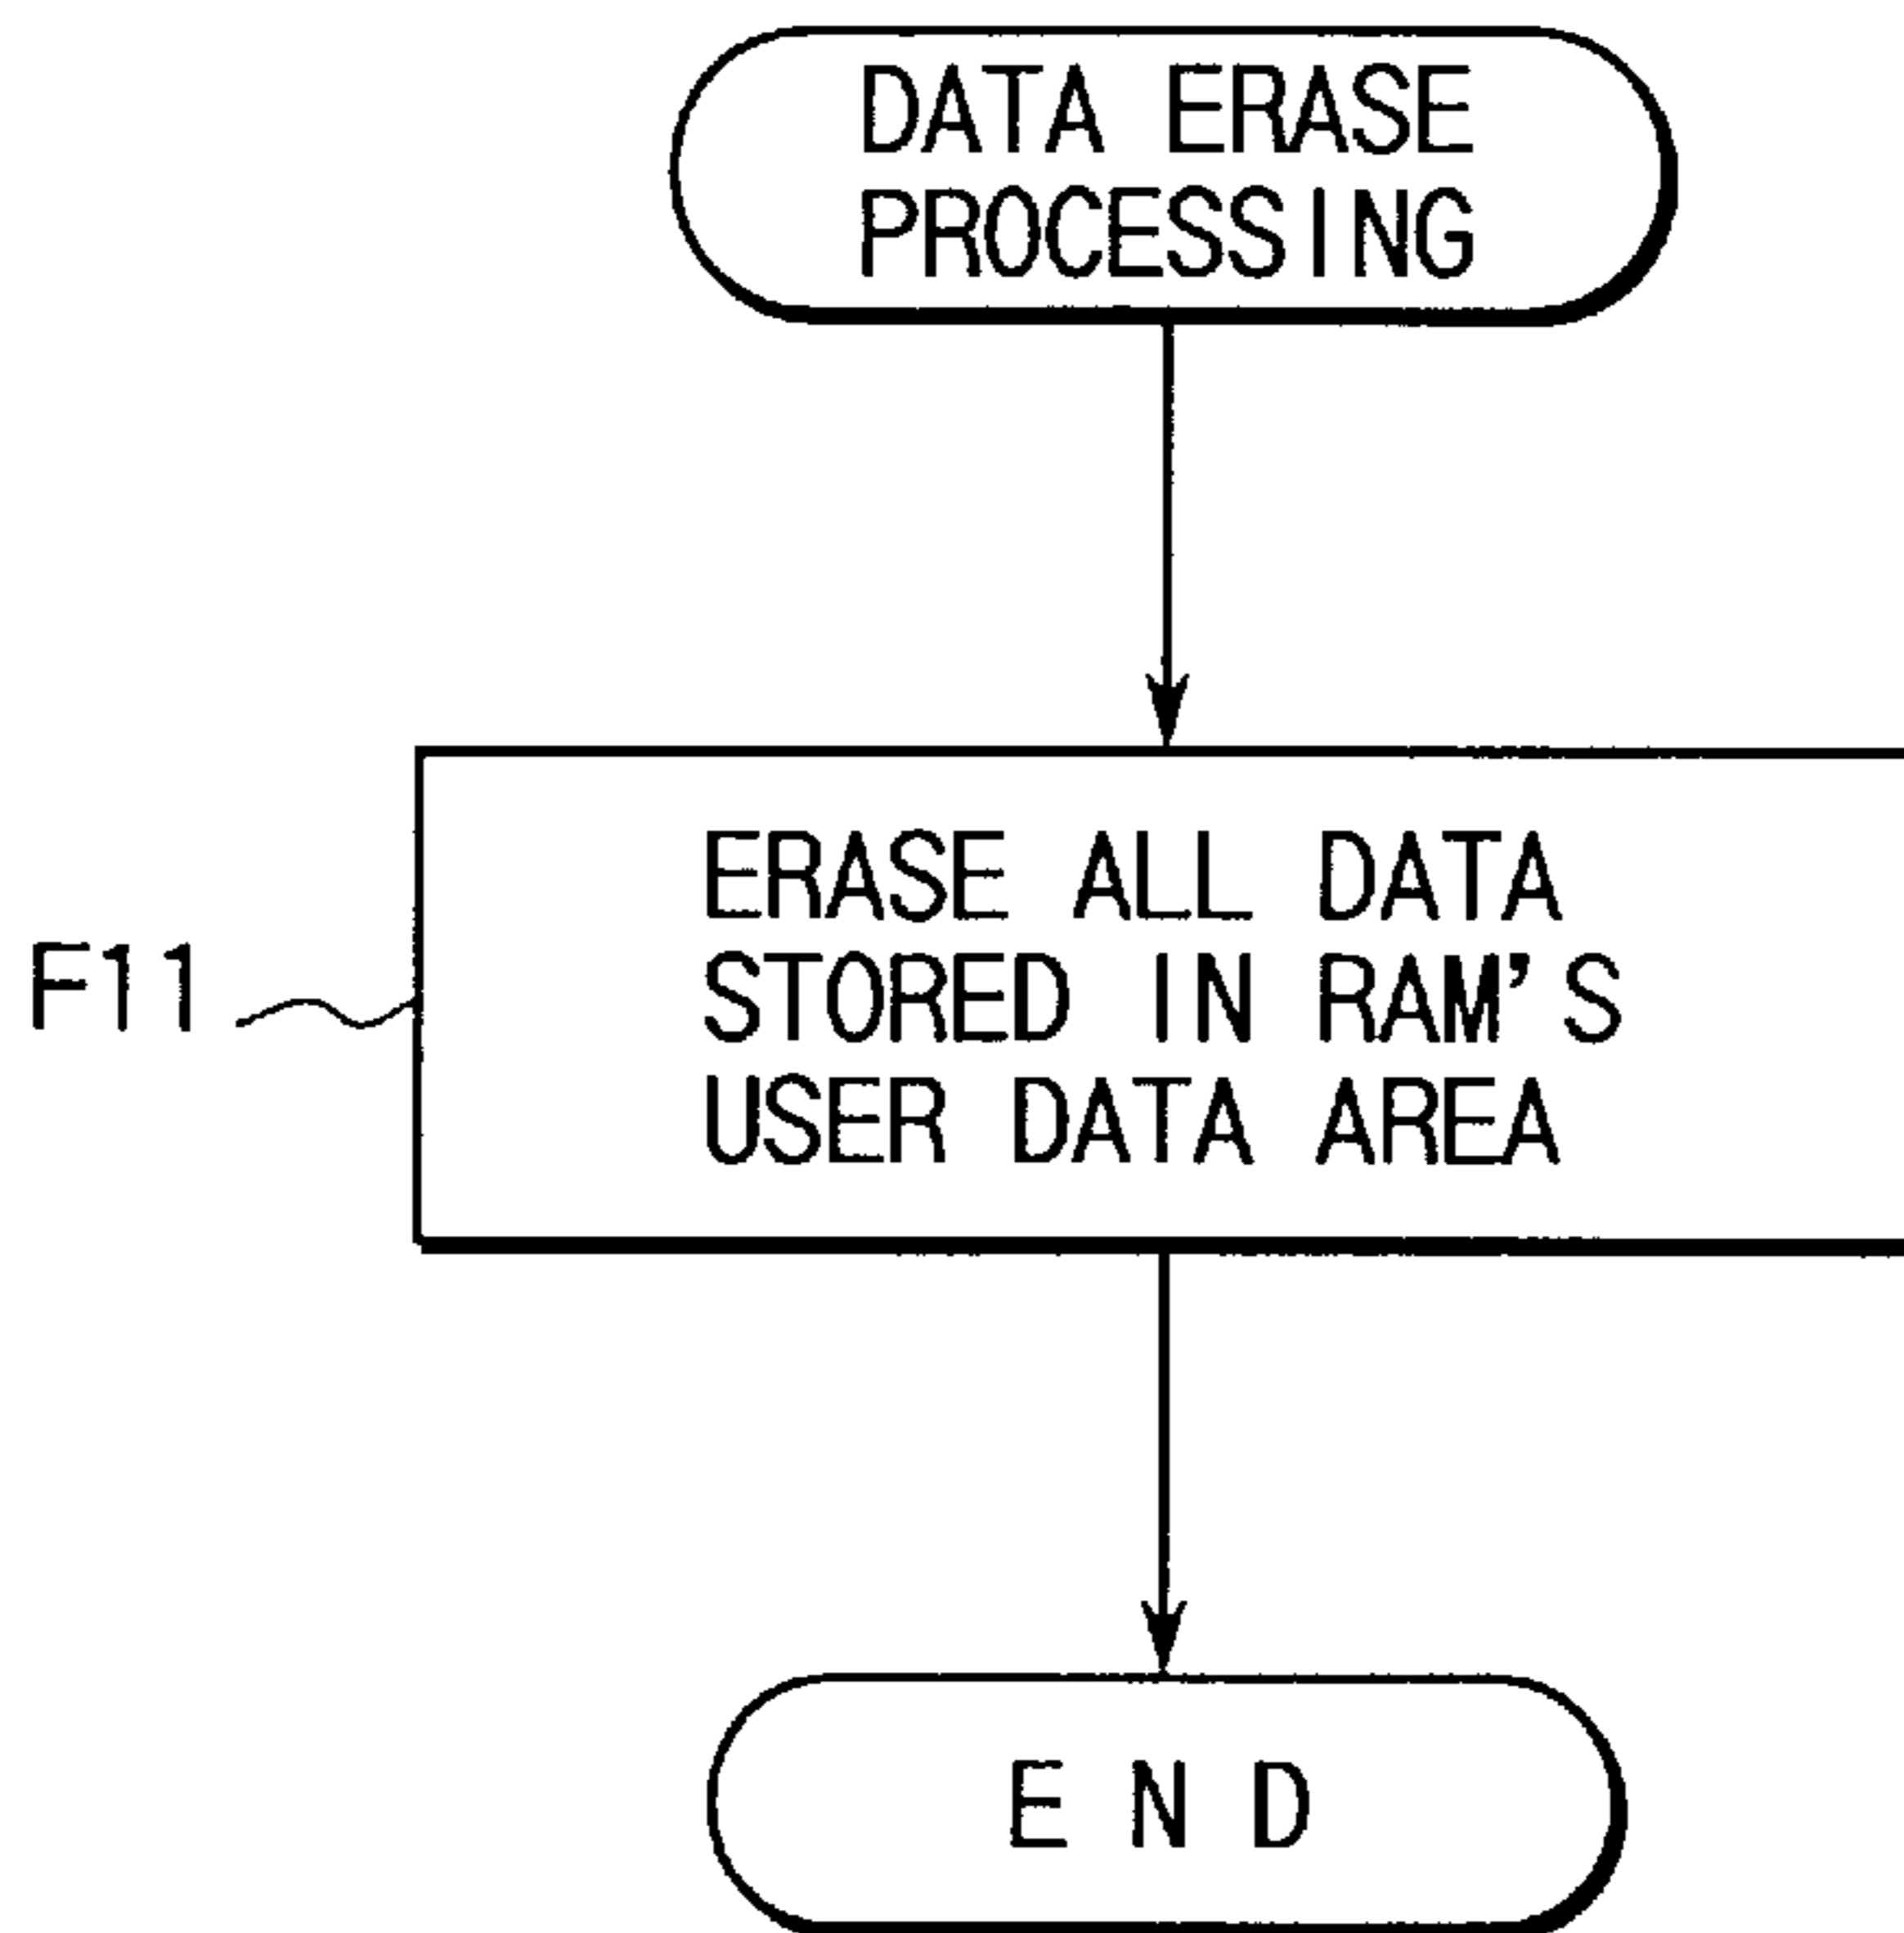 DATA ERASE
PROCESSING
ERASE ALL DATA
STORED IN RAM'S
USER DATA AREA
F11
END